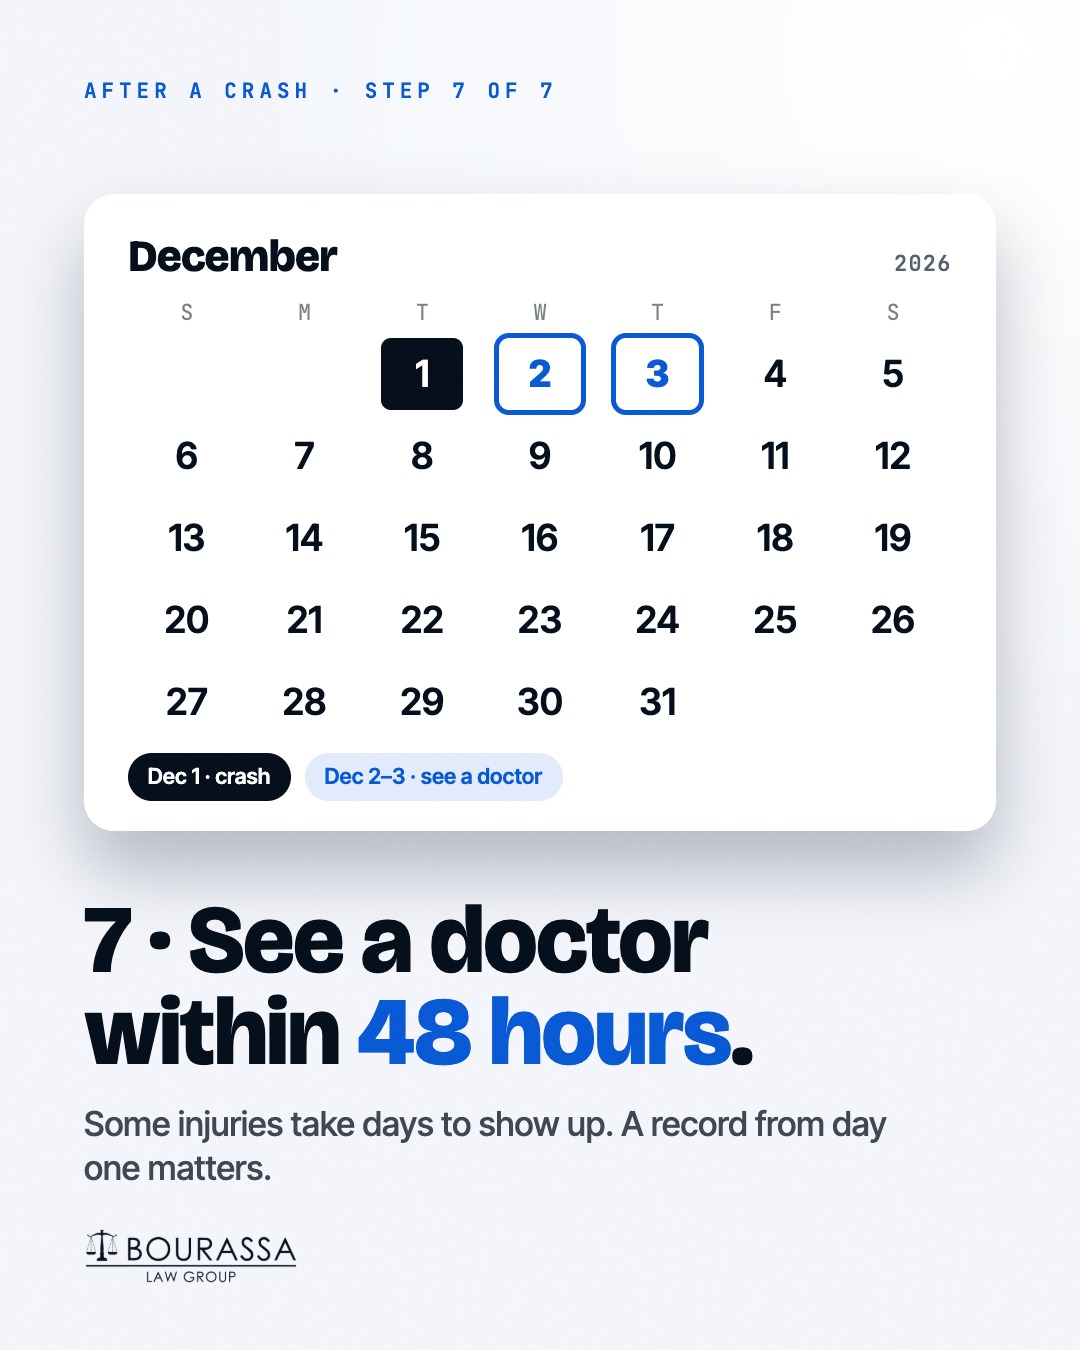 AFTER A CRASH · STEP 7 OF 7
December 2026
S M T W T F S
1 2 3 4 5
6 7 8 9 10 11 12
13 14 15 16 17 18 19
20 21 22 23 24 25 26
27 28 29 30 31
Dec 1 · crash Dec 2–3 · see a doctor
7 · See a doctor
within 48 hours.
Some injuries take days to show up. A record from day
one matters.
BOURASSA
LAW GROUP